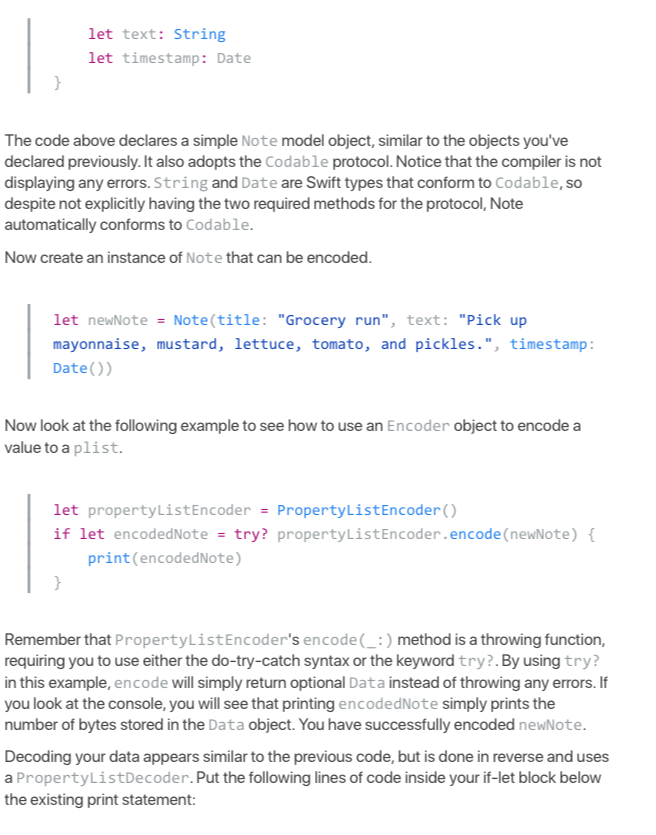 let text: String
let timestamp: Date
}
The code above declares a simple Note model object, similar to the objects you've
declared previously. It also adopts the Codable protocol. Notice that the compiler is not
displaying any errors. String and Date are Swift types that conform to Codable, so
despite not explicitly having the two required methods for the protocol, Note
automatically conforms to Codable.
Now create an instance of Note that can be encoded.
let newNote = Note(title: "Grocery run", text: "Pick up
mayonnaise, mustard, lettuce, tomato, and pickles.", timestamp:
Date())
Now look at the following example to see how to use an Encoder object to encode a
value to a plist.
let propertyListEncoder = PropertyListEncoder()
if let encodedNote = try? propertyListEncoder.encode(newNote) {
print(encodedNote)
}
Remember that PropertyListEncoder's encode(_:) method is a throwing function,
requiring you to use either the do-try-catch syntax or the keyword try?. By using try?
in this example, encode will simply return optional Data instead of throwing any errors. If
you look at the console, you will see that printing encodedNote simply prints the
number of bytes stored in the Data object. You have successfully encoded newNote.
Decoding your data appears similar to the previous code, but is done in reverse and uses
a PropertyListDecoder. Put the following lines of code inside your if-let block below
the existing print statement: